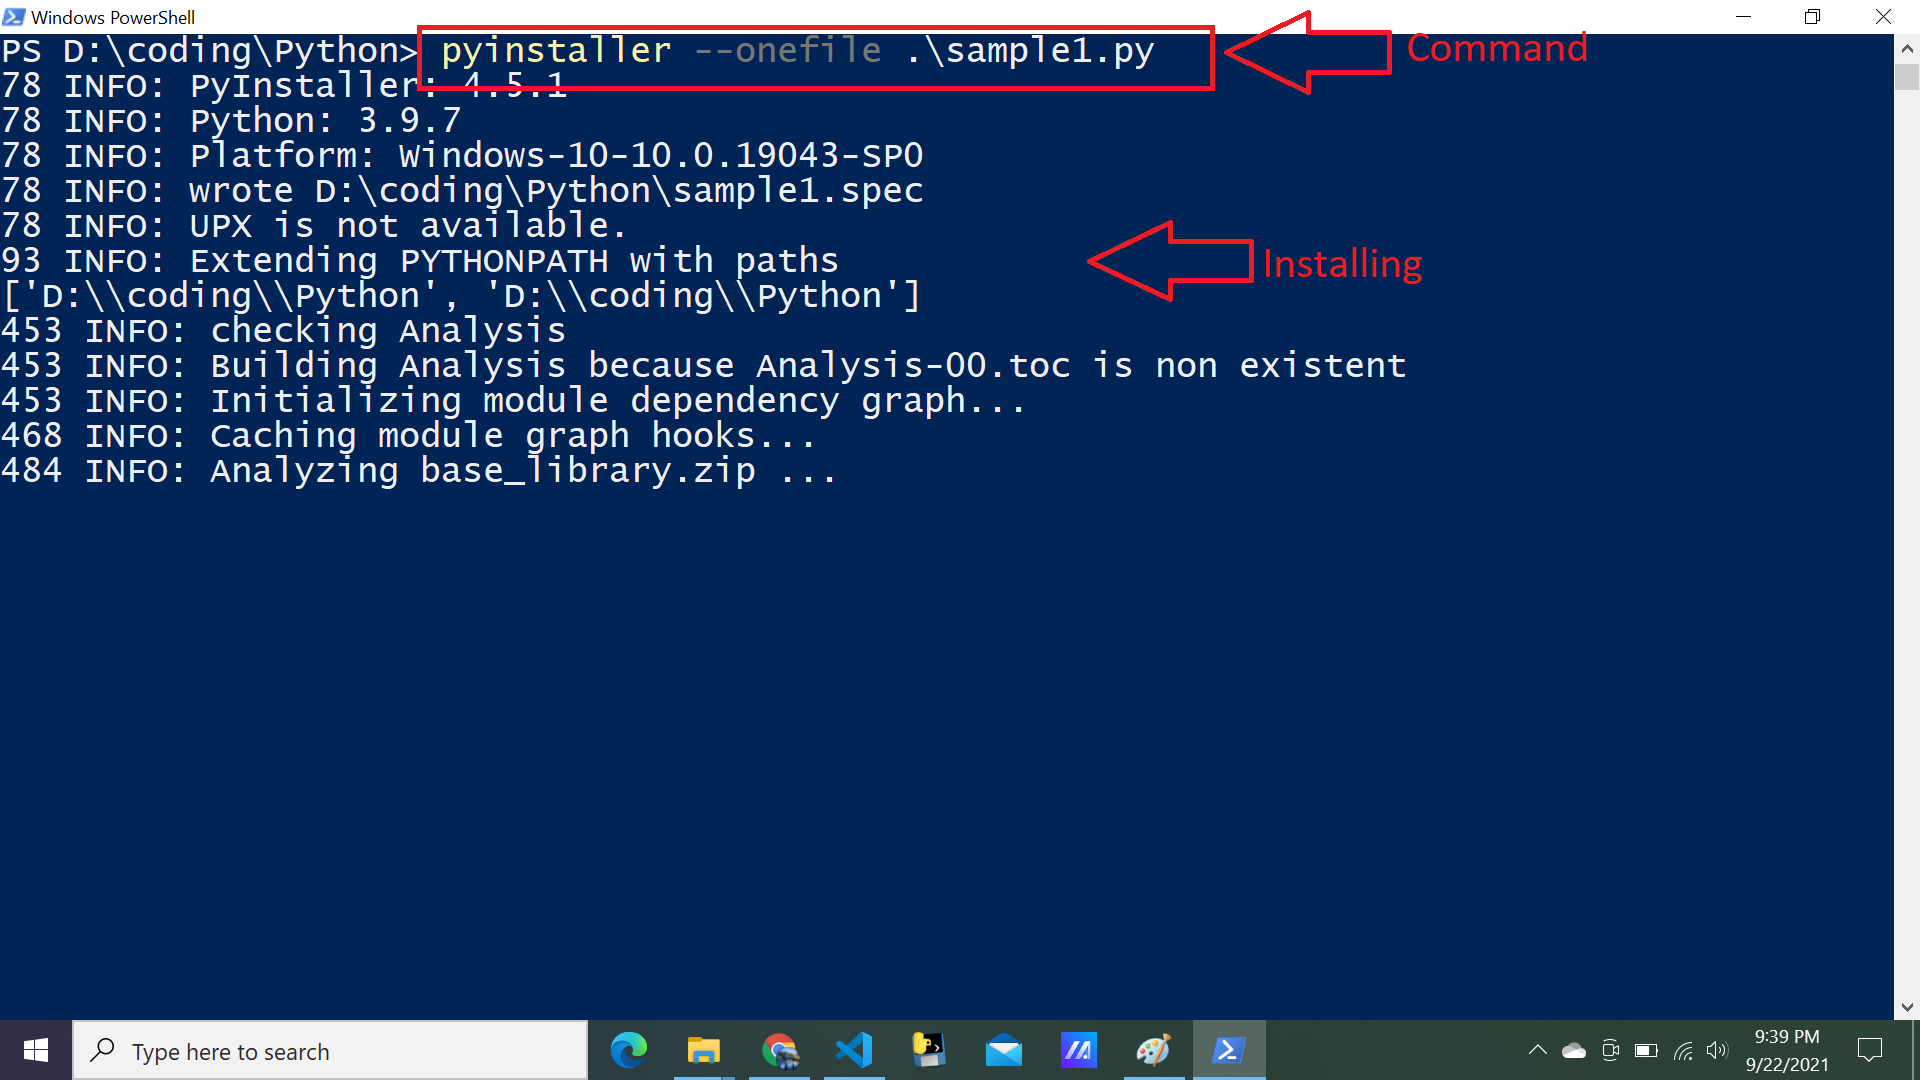 Windows PowerShell
PS D:\coding\Python> pyinstaller --onefile .\sample1.py
Command
78 INFO: PyInstaller: 4.5.1
78 INFO: Python: 3.9.7
78 INFO: Platform: Windows-10-10.0.19043-SP0
78 INFO: wrote D:\coding\Python\sample1.spec
78 INFO: UPX is not available.
93 INFO: Extending PYTHONPATH with paths
Installing
['D:\\coding\\Python', 'D:\\coding\\Python']
453 INFO: checking Analysis
453 INFO: Building Analysis because Analysis-00.toc is non existent
453 INFO: Initializing module dependency graph...
468 INFO: Caching module graph hooks...
484 INFO: Analyzing base_library.zip ...
Type here to search
9:39 PM
9/22/2021